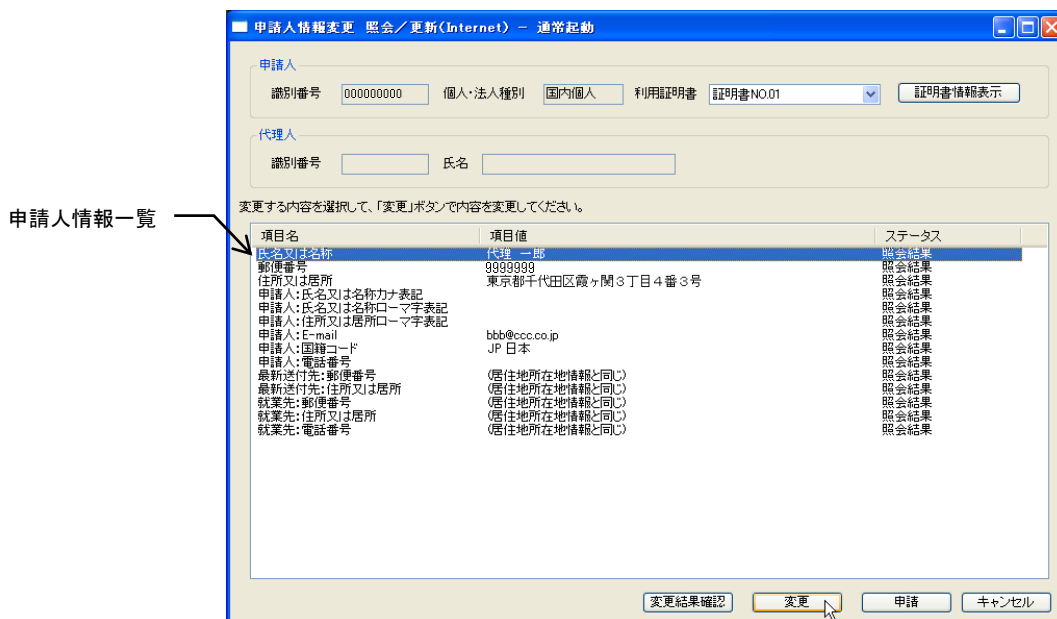 申請人情報変更 照会／更新(Internet) － 通常起動
申請人
識別番号 000000000 個人・法人種別 国内個人 利用証明書 証明書NO.01 証明書情報表示
代理人
識別番号 氏名
申請人情報一覧
変更する内容を選択して、「変更」ボタンで内容を変更してください。
項目名 項目値 ステータス
氏名又は名称 代理 一郎 照会結果
郵便番号 9999999 照会結果
住所又は居所 東京都千代田区霞ヶ関３丁目４番３号 照会結果
申請人:氏名又は名称カナ表記 照会結果
申請人:氏名又は名称ローマ字表記 照会結果
申請人:住所又は居所ローマ字表記 照会結果
申請人:E-mail bbb@ccc.co.jp 照会結果
申請人:国籍コード JP 日本 照会結果
申請人:電話番号 照会結果
最新送付先:郵便番号 (居住地所在地情報と同じ) 照会結果
最新送付先:住所又は居所 (居住地所在地情報と同じ) 照会結果
就業先:郵便番号 (居住地所在地情報と同じ) 照会結果
就業先:住所又は居所 (居住地所在地情報と同じ) 照会結果
就業先:電話番号 (居住地所在地情報と同じ) 照会結果
変更結果確認 変更 申請 キャンセル